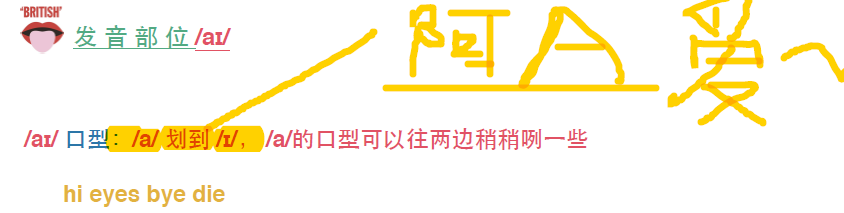 "BRITISH"
发音部位/aɪ/
阿A爱
/aɪ/ 口型：/a/ 划到 /ɪ/，/a/的口型可以往两边稍稍咧一些
hi eyes bye die